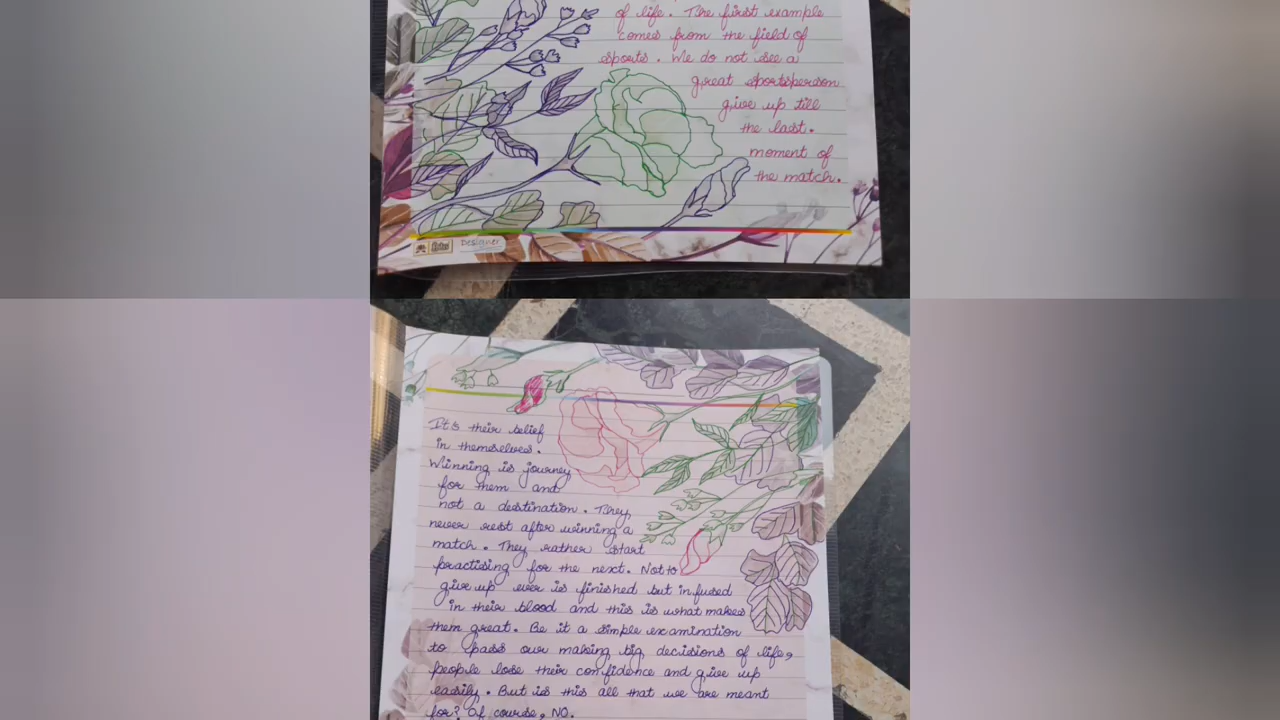 of life. The first example
comes from the field of
sports. We do not see a
great sportsperson
give up till
the last.
moment of
the match.
Designer
It's their belief
in themselves.
Winning is journey
for them and
not a destination. They
never rest after winning a
match. They rather start
practising for the next. Not to
give up ever is finished but infused
in their blood and this is what makes
them great. Be it a simple examination
to pass our making big decisions of life,
people lose their confidence and give up
easily. But is this all that we are meant
for? Of course, NO.